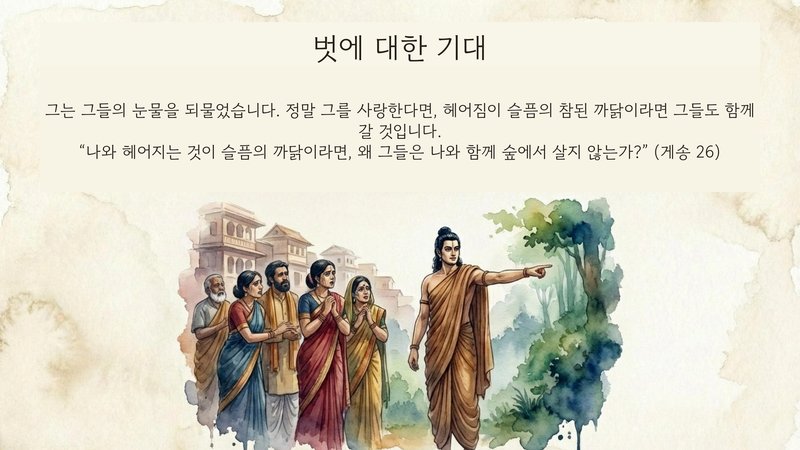 벗에 대한 기대
그는 그들의 눈물을 되물었습니다. 정말 그를 사랑한다면, 헤어짐이 슬픔의 참된 까닭이라면 그들도 함께
갈 것입니다.
“나와 헤어지는 것이 슬픔의 까닭이라면, 왜 그들은 나와 함께 숲에서 살지 않는가?” (게송 26)